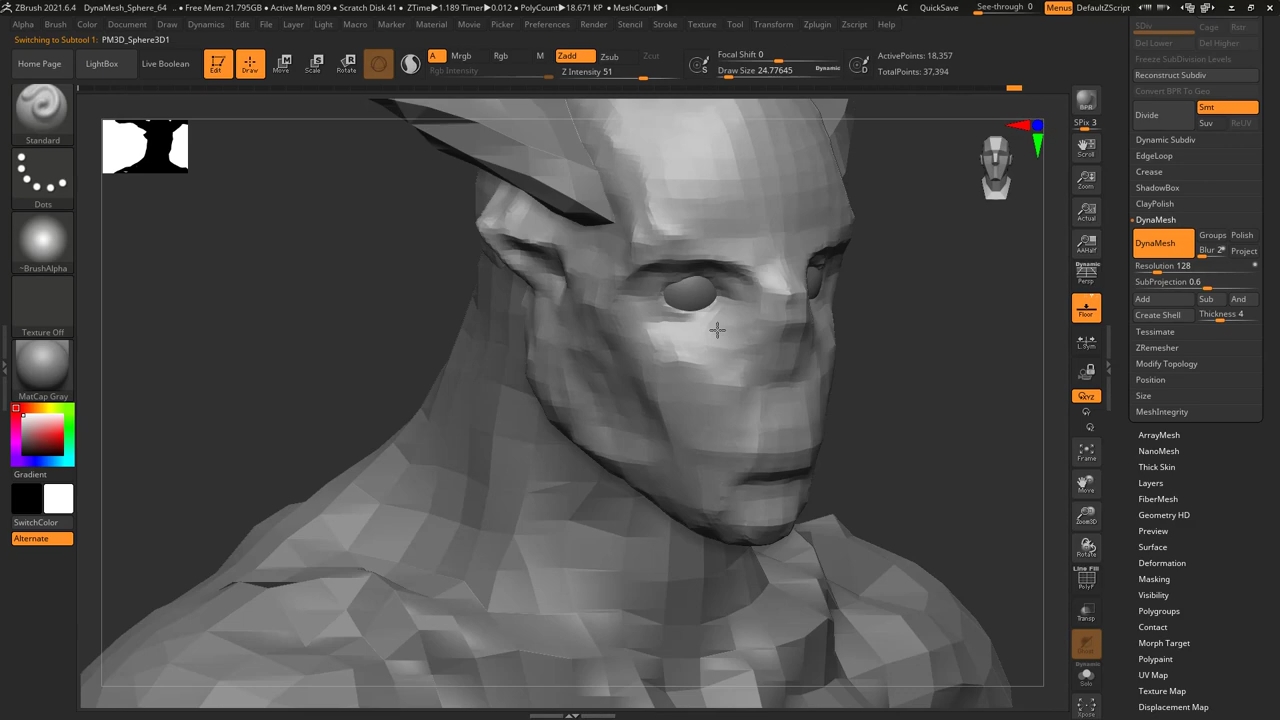 ZBrush 2021.6.4 DynaMesh_Sphere_64 .. • Free Mem 21.795GB • Active Mem 809 • Scratch Disk 41 • ZTime▶1.189 Timer▶0.012 • PolyCount▶18.671 KP • MeshCount▶1 AC QuickSave See-through 0 Menus DefaultZScript
Alpha Brush Color Document Draw Dynamics Edit File Layer Light Macro Marker Material Movie Picker Preferences Render Stencil Stroke Texture Tool Transform Zplugin Zscript Help
Switching to Subtool 1: PM3D_Sphere3D1
Home Page LightBox Live Boolean Edit Draw Move Scale Rotate
A Mrgb Rgb M Zadd Zsub Zcut
Rgb Intensity Z Intensity 51
Focal Shift 0
Draw Size 24.77645 Dynamic
S D
ActivePoints: 18,357
TotalPoints: 37,394
Standard
Dots
~BrushAlpha
Texture Off
MatCap Gray
Gradient
SwitchColor
Alternate
BPR
SPix 3
Scroll
Zoom
Actual
AAHalf
Dynamic
Persp
Floor
L.Sym
XYZ
Frame
Move
Zoom3D
Rotate
Line Fill
PolyF
Transp
Dynamic
Solo
Xpose
SDiv Cage Rstr
Del Lower Del Higher
Freeze SubDivision Levels
Reconstruct Subdiv
Convert BPR To Geo
Divide Smt
Suv ReUV
Dynamic Subdiv
EdgeLoop
Crease
ShadowBox
ClayPolish
DynaMesh
DynaMesh Groups Polish
Blur 2 Project
Resolution 128
SubProjection 0.6
Add Sub And
Create Shell Thickness 4
Tessimate
ZRemesher
Modify Topology
Position
Size
MeshIntegrity
ArrayMesh
NanoMesh
Thick Skin
Layers
FiberMesh
Geometry HD
Preview
Surface
Deformation
Masking
Visibility
Polygroups
Contact
Morph Target
Polypaint
UV Map
Texture Map
Displacement Map